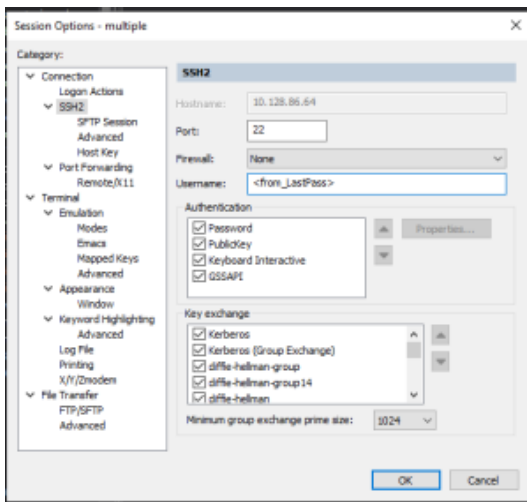 Session Options - multiple
Category:
Connection
Logon Actions
SSH2
SFTP Session
Advanced
Host Key
Port Forwarding
Remote/X11
Terminal
Emulation
Modes
Emacs
Mapped Keys
Advanced
Appearance
Window
Keyword Highlighting
Advanced
Log File
Printing
X/Y/Zmodem
File Transfer
FTP/SFTP
Advanced
SSH2
Hostname: 10.128.86.64
Port: 22
Firewall: None
Username: <from_LastPass>
Authentication
Password
PublicKey
Keyboard Interactive
GSSAPI
Properties...
Key exchange
Kerberos
Kerberos (Group Exchange)
diffie-hellman-group
diffie-hellman-group14
diffie-hellman
Minimum group exchange prime size: 1024
OK Cancel